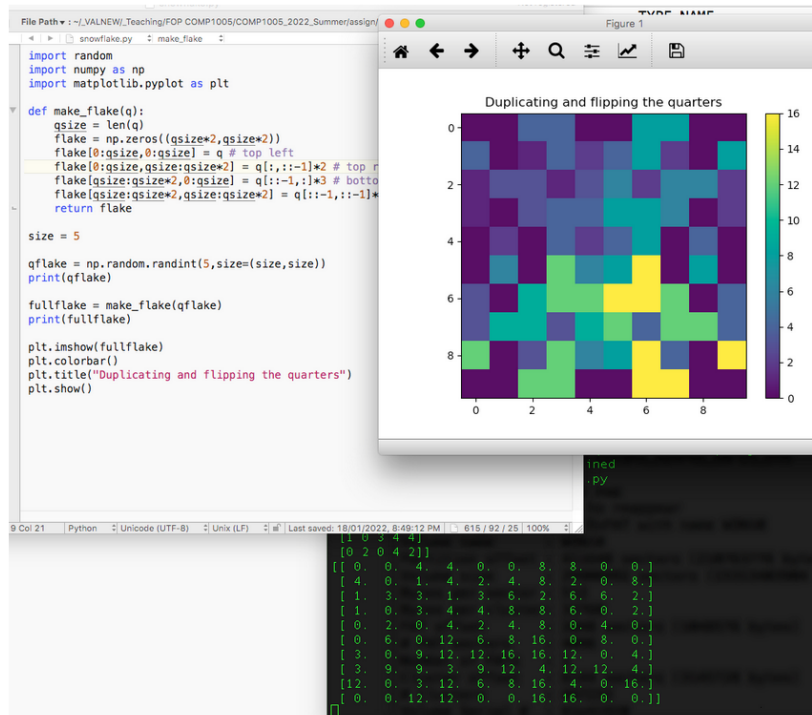 File Path ▾ : ~/_VALNEW/_Teaching/FOP COMP1005/COMP1005_2022_Summer/assign/
snowflake.py make_flake
import random
import numpy as np
import matplotlib.pyplot as plt
def make_flake(q):
qsize = len(q)
flake = np.zeros((qsize*2,qsize*2))
flake[0:qsize,0:qsize] = q # top left
flake[0:qsize,qsize:qsize*2] = q[:,::-1]*2 # top r
flake[qsize:qsize*2,0:qsize] = q[::-1,:]*3 # botto
flake[qsize:qsize*2,qsize:qsize*2] = q[::-1,::-1]*
return flake
size = 5
qflake = np.random.randint(5,size=(size,size))
print(qflake)
fullflake = make_flake(qflake)
print(fullflake)
plt.imshow(fullflake)
plt.colorbar()
plt.title("Duplicating and flipping the quarters")
plt.show()
9 Col 21 Python Unicode (UTF-8) Unix (LF) Last saved: 18/01/2022, 8:49:12 PM 615 / 92 / 25 100%
TYPE NAME
Figure 1
Duplicating and flipping the quarters
0
2
4
6
8
0 2 4 6 8
16
14
12
10
8
6
4
2
0
ined
.py
[1 0 3 4 4]
[0 2 0 4 2]]
[[ 0. 0. 4. 4. 0. 0. 8. 8. 0. 0.]
[ 4. 0. 1. 4. 2. 4. 8. 2. 0. 8.]
[ 1. 3. 3. 1. 3. 6. 2. 6. 6. 2.]
[ 1. 0. 3. 4. 4. 8. 8. 6. 0. 2.]
[ 0. 2. 0. 4. 2. 4. 8. 0. 4. 0.]
[ 0. 6. 0. 12. 6. 8. 16. 0. 8. 0.]
[ 3. 0. 9. 12. 12. 16. 16. 12. 0. 4.]
[ 3. 9. 9. 3. 9. 12. 4. 12. 12. 4.]
[12. 0. 3. 12. 6. 8. 16. 4. 0. 16.]
[ 0. 0. 12. 12. 0. 0. 16. 16. 0. 0.]]